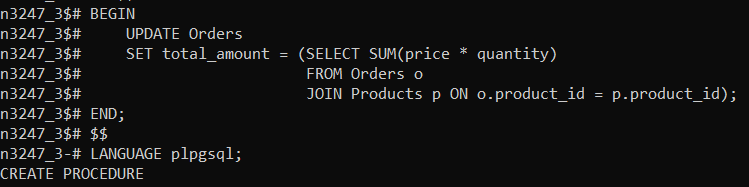 n3247_3$# BEGIN
n3247_3$#     UPDATE Orders
n3247_3$#     SET total_amount = (SELECT SUM(price * quantity)
n3247_3$#                         FROM Orders o
n3247_3$#                         JOIN Products p ON o.product_id = p.product_id);
n3247_3$# END;
n3247_3$# $$
n3247_3-# LANGUAGE plpgsql;
CREATE PROCEDURE